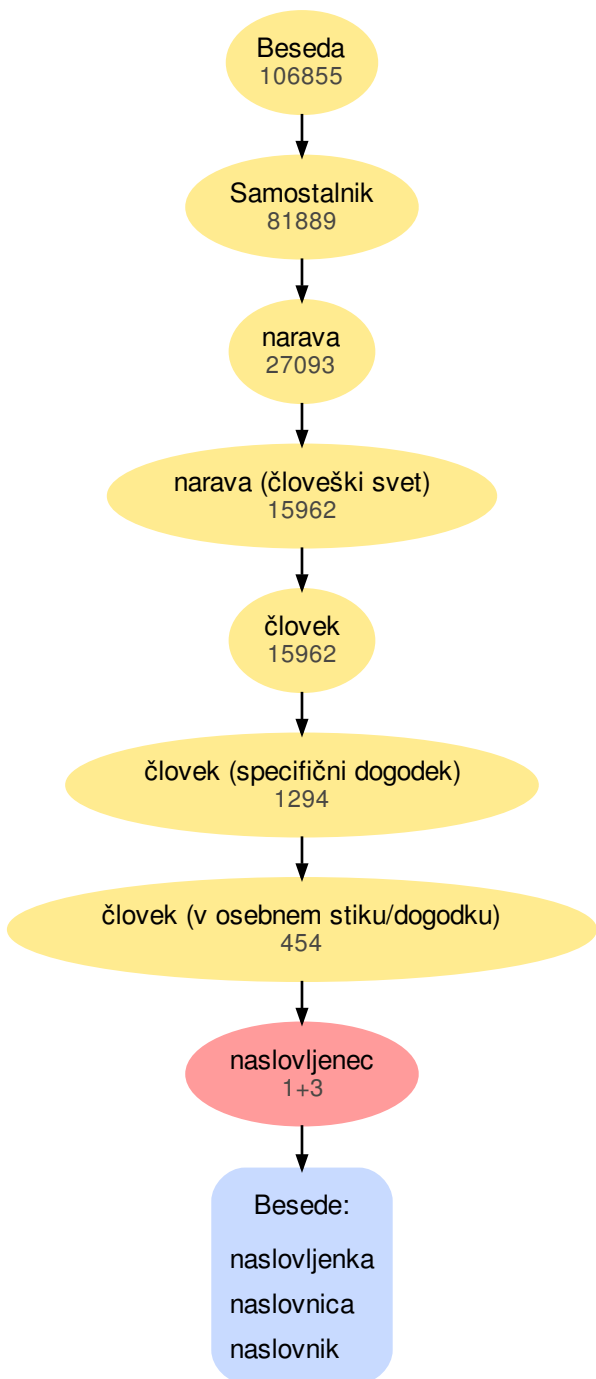 Beseda
106855
Samostalnik
81889
narava
27093
narava (človeški svet)
15962
človek
15962
človek (specifični dogodek)
1294
človek (v osebnem stiku/dogodku)
454
naslovljenec
1+3
Besede:
naslovljenka
naslovnica
naslovnik